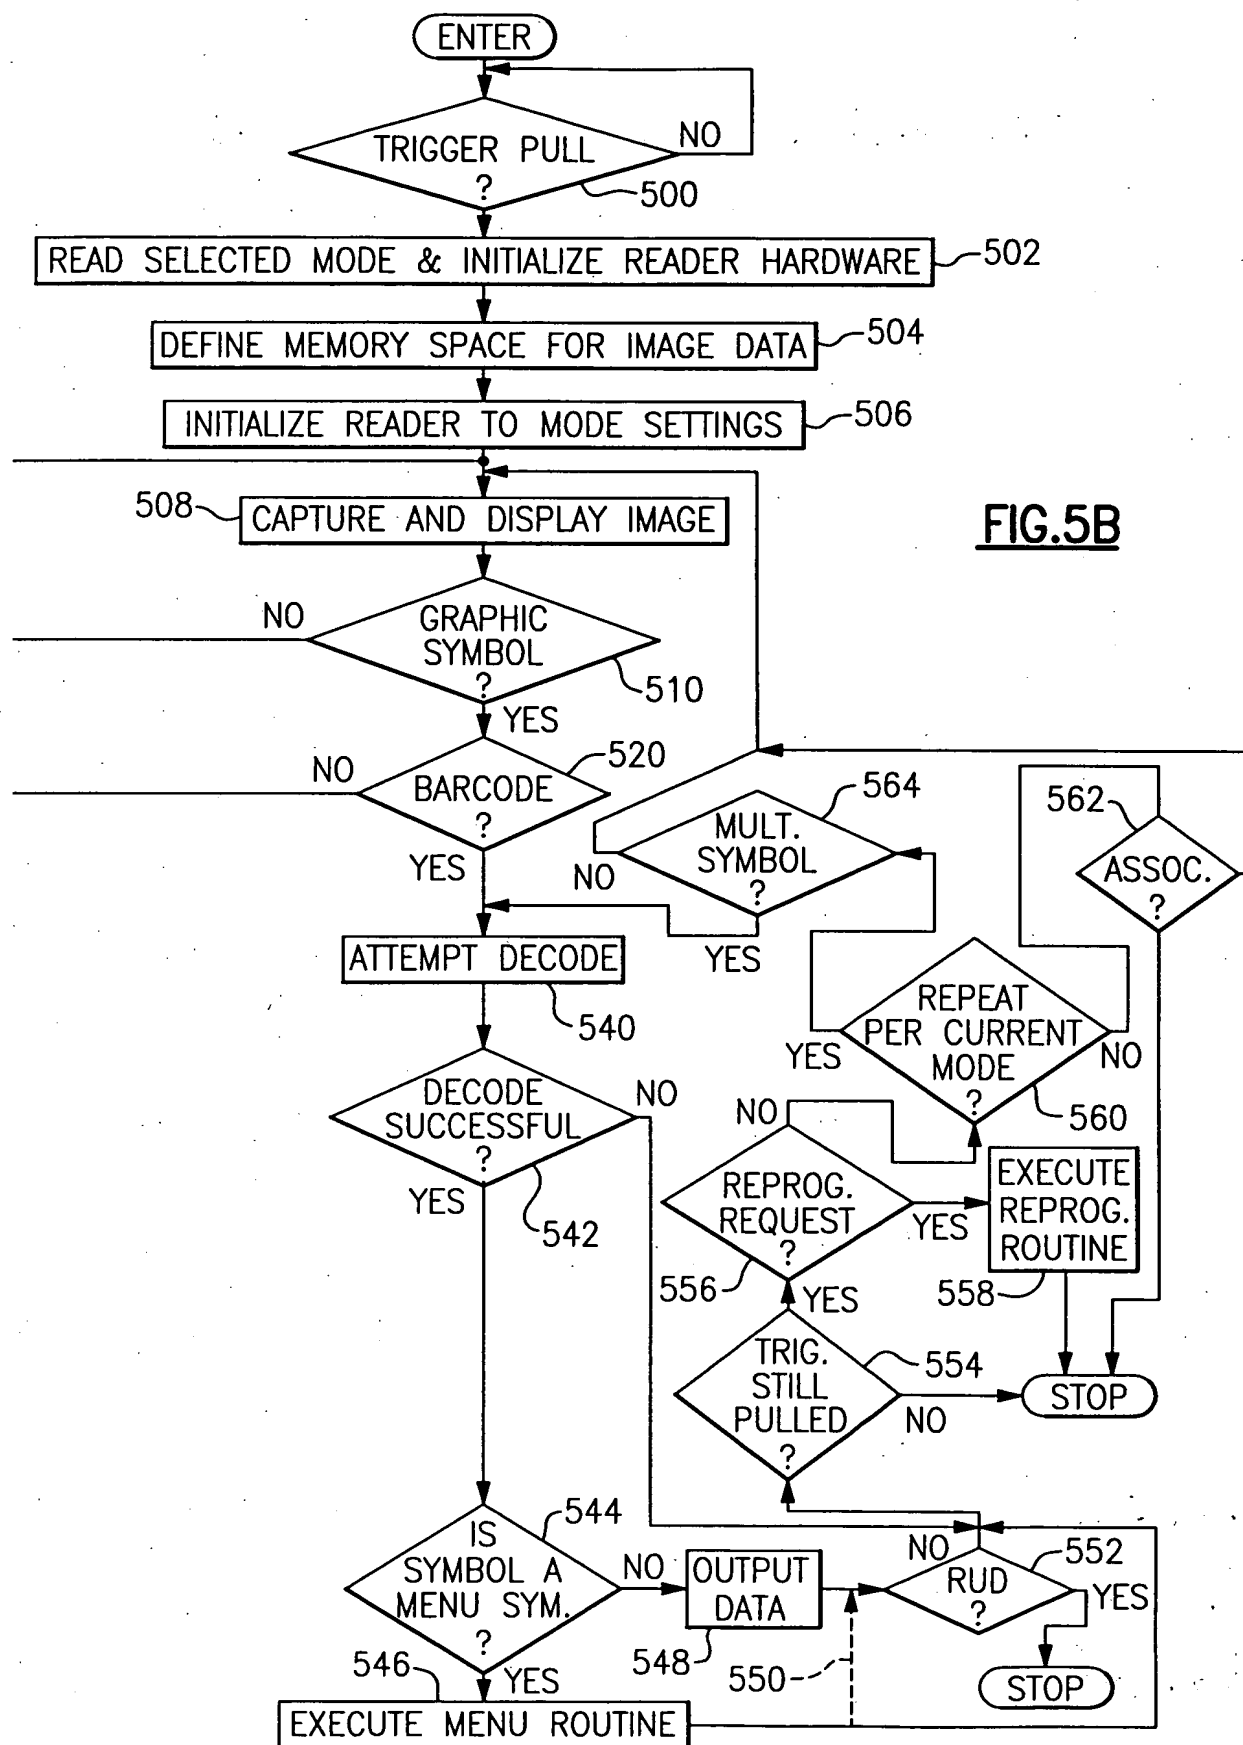 ENTER
TRIGGER PULL
?
NO
500
READ SELECTED MODE & INITIALIZE READER HARDWARE
502
DEFINE MEMORY SPACE FOR IMAGE DATA
504
INITIALIZE READER TO MODE SETTINGS
506
508
CAPTURE AND DISPLAY IMAGE
FIG.5B
NO
GRAPHIC
SYMBOL
?
510
YES
NO
BARCODE
?
520
YES
564
MULT.
SYMBOL
?
NO
YES
562
ASSOC.
?
ATTEMPT DECODE
540
REPEAT
PER CURRENT
MODE
?
YES
NO
560
DECODE
SUCCESSFUL
?
NO
YES
542
NO
REPROG.
REQUEST
?
556
YES
YES
EXECUTE
REPROG.
ROUTINE
558
TRIG.
STILL
PULLED
?
554
NO
STOP
IS
SYMBOL A
MENU SYM.
?
544
NO
YES
OUTPUT
DATA
548
550
NO
RUD
?
552
YES
STOP
546
EXECUTE MENU ROUTINE